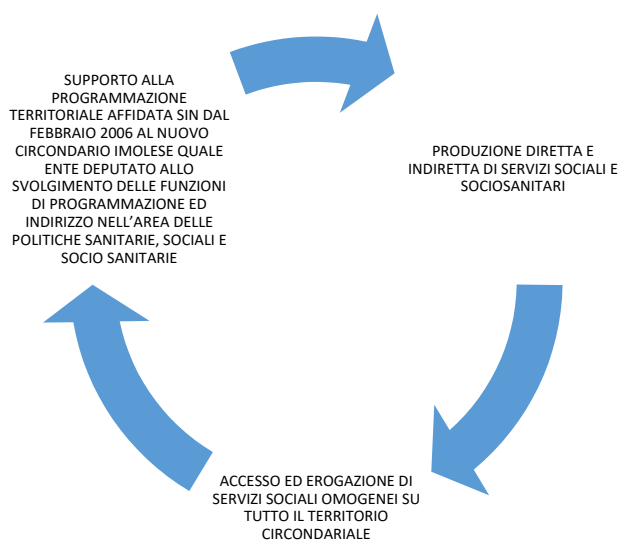 SUPPORTO ALLA
PROGRAMMAZIONE
TERRITORIALE AFFIDATA SIN DAL
FEBBRAIO 2006 AL NUOVO
CIRCONDARIO IMOLESE QUALE
ENTE DEPUTATO ALLO
SVOLGIMENTO DELLE FUNZIONI
DI PROGRAMMAZIONE ED
INDIRIZZO NELL’AREA DELLE
POLITICHE SANITARIE, SOCIALI E
SOCIO SANITARIE
PRODUZIONE DIRETTA E
INDIRETTA DI SERVIZI SOCIALI E
SOCIOSANITARI
ACCESSO ED EROGAZIONE DI
SERVIZI SOCIALI OMOGENEI SU
TUTTO IL TERRITORIO
CIRCONDARIALE